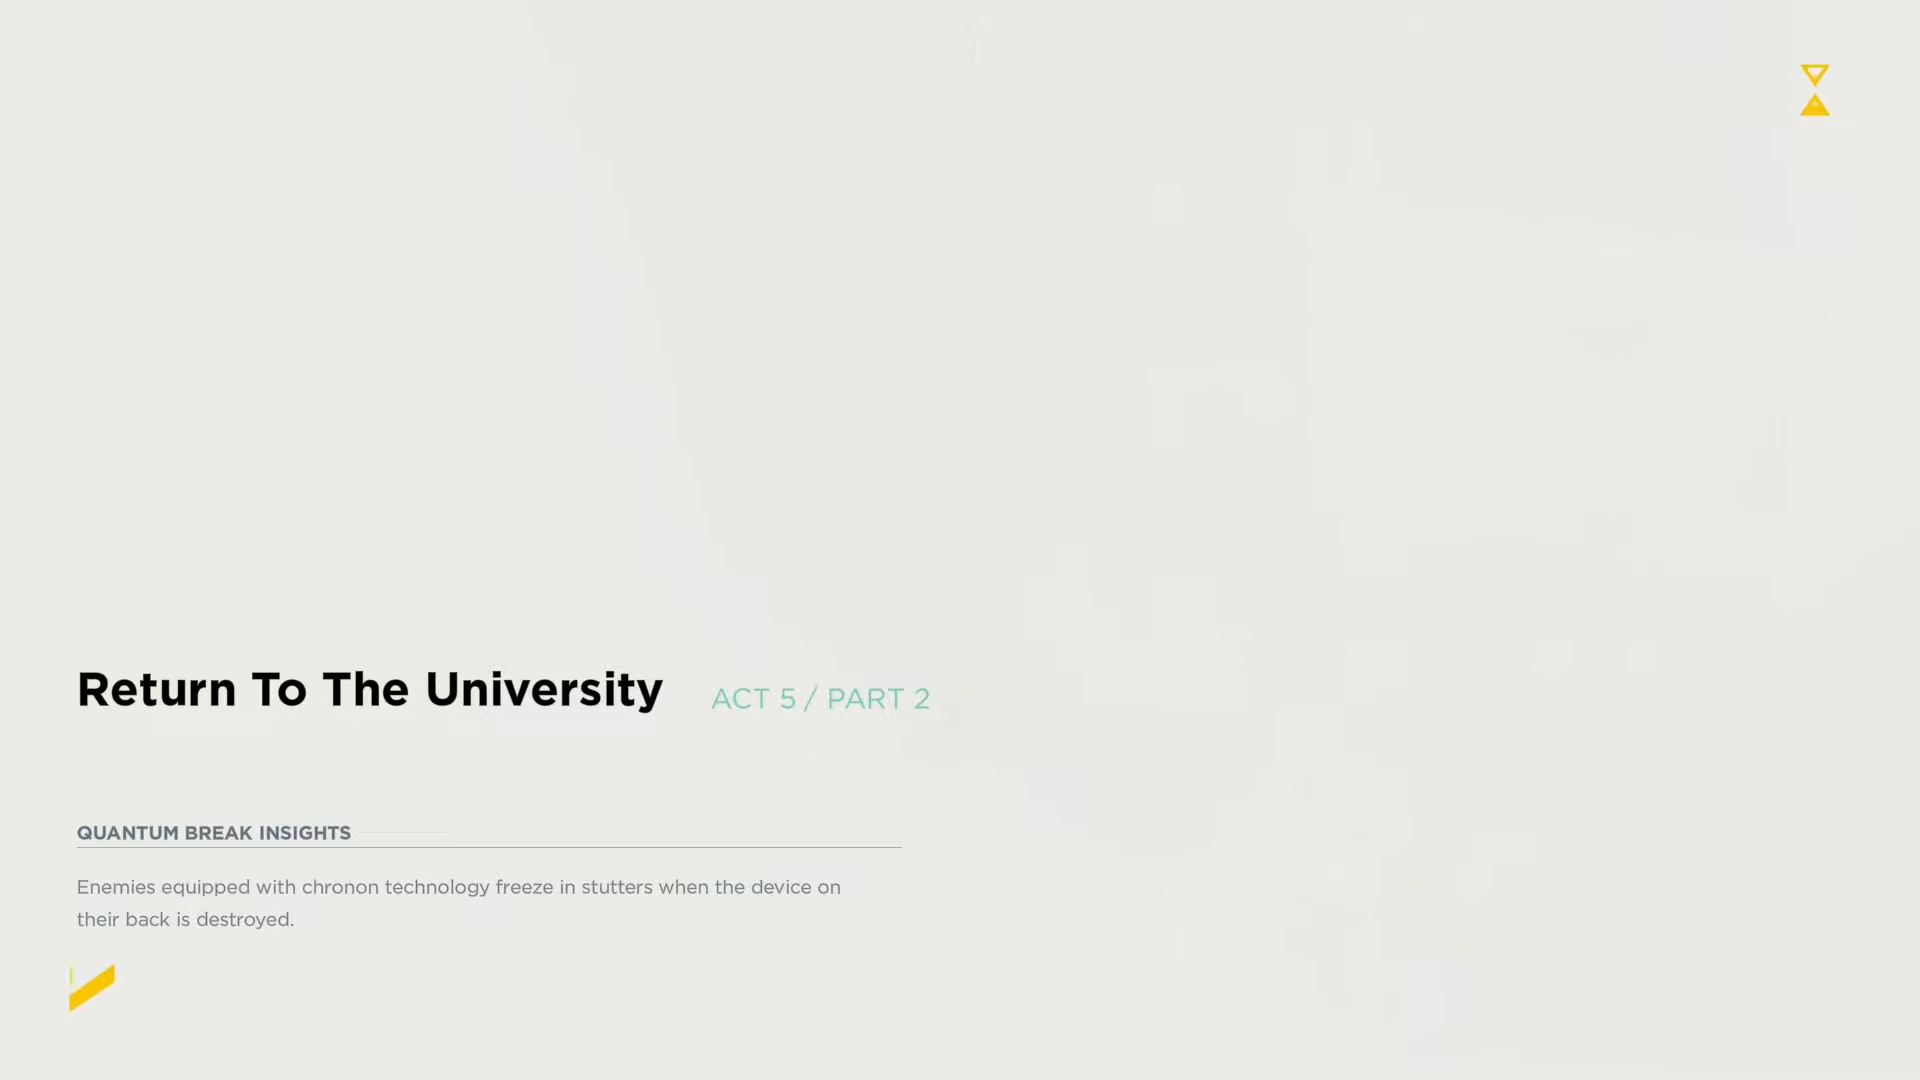 Return To The University
ACT 5 / PART 2
QUANTUM BREAK INSIGHTS
Enemies equipped with chronon technology freeze in stutters when the device on
their back is destroyed.